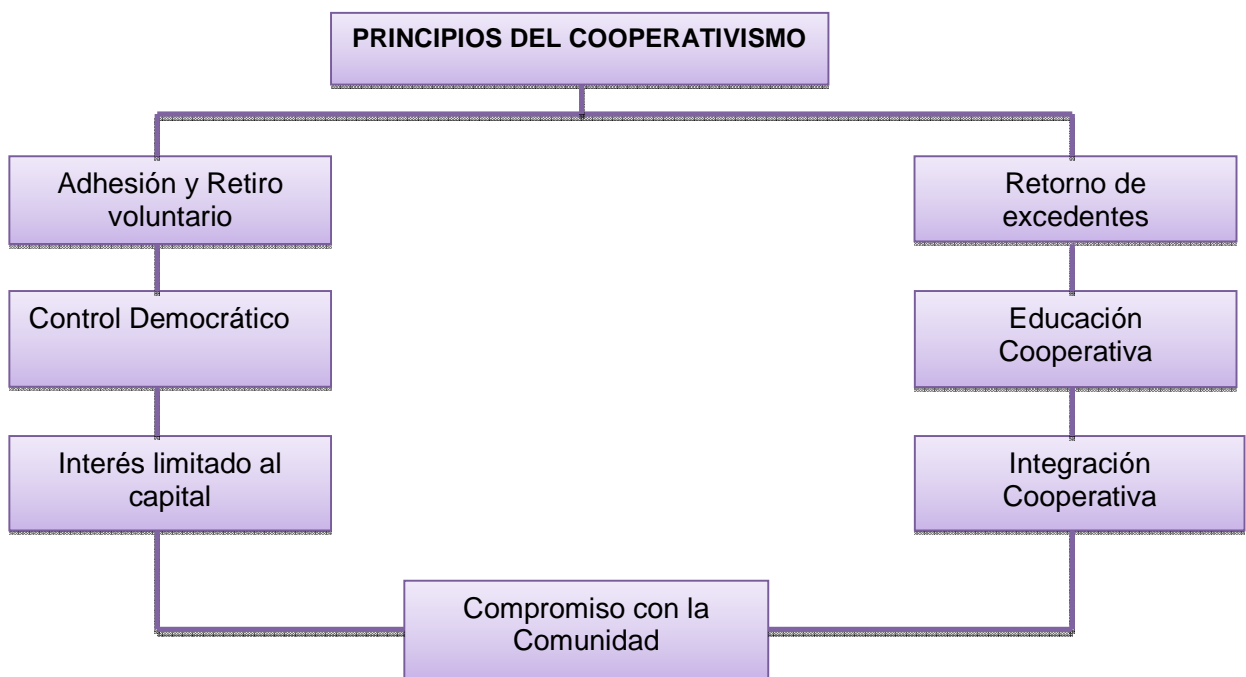 PRINCIPIOS DEL COOPERATIVISMO
Adhesión y Retiro
voluntario
Control Democrático
Interés limitado al
capital
Retorno de
excedentes
Educación
Cooperativa
Integración
Cooperativa
Compromiso con la
Comunidad